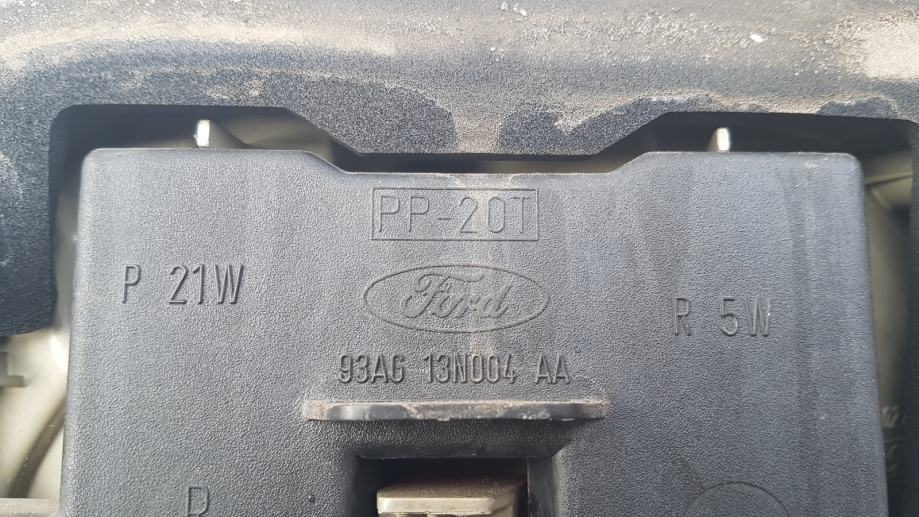 PP-20T
P 21W
Ford
R 5W
93AG 13N004 AA